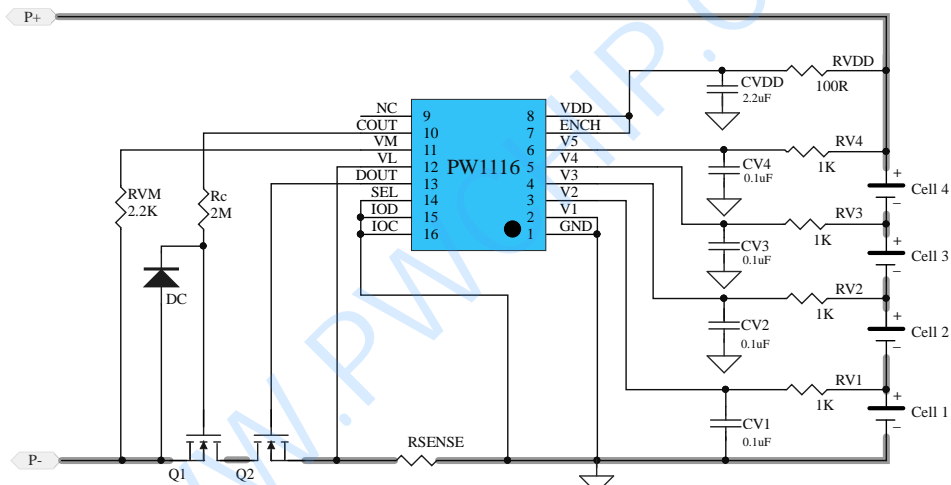 P+
RVDD
100R
CVDD
2.2uF
NC 9 8 VDD
COUT 10 7 ENCH
VM 11 6 V5
VL 12 5 V4
DOUT 13 4 V3
SEL 14 3 V2
IOD 15 2 V1
IOC 16 1 GND
PW1116
RV4
1K
CV4
0.1uF
+
Cell 4
−
RVM
2.2K
Rc
2M
RV3
1K
CV3
0.1uF
+
Cell 3
−
DC
RV2
1K
CV2
0.1uF
+
Cell 2
−
RV1
1K
CV1
0.1uF
+
Cell 1
−
P-
Q1
Q2
RSENSE
WW.PWCHIP.C